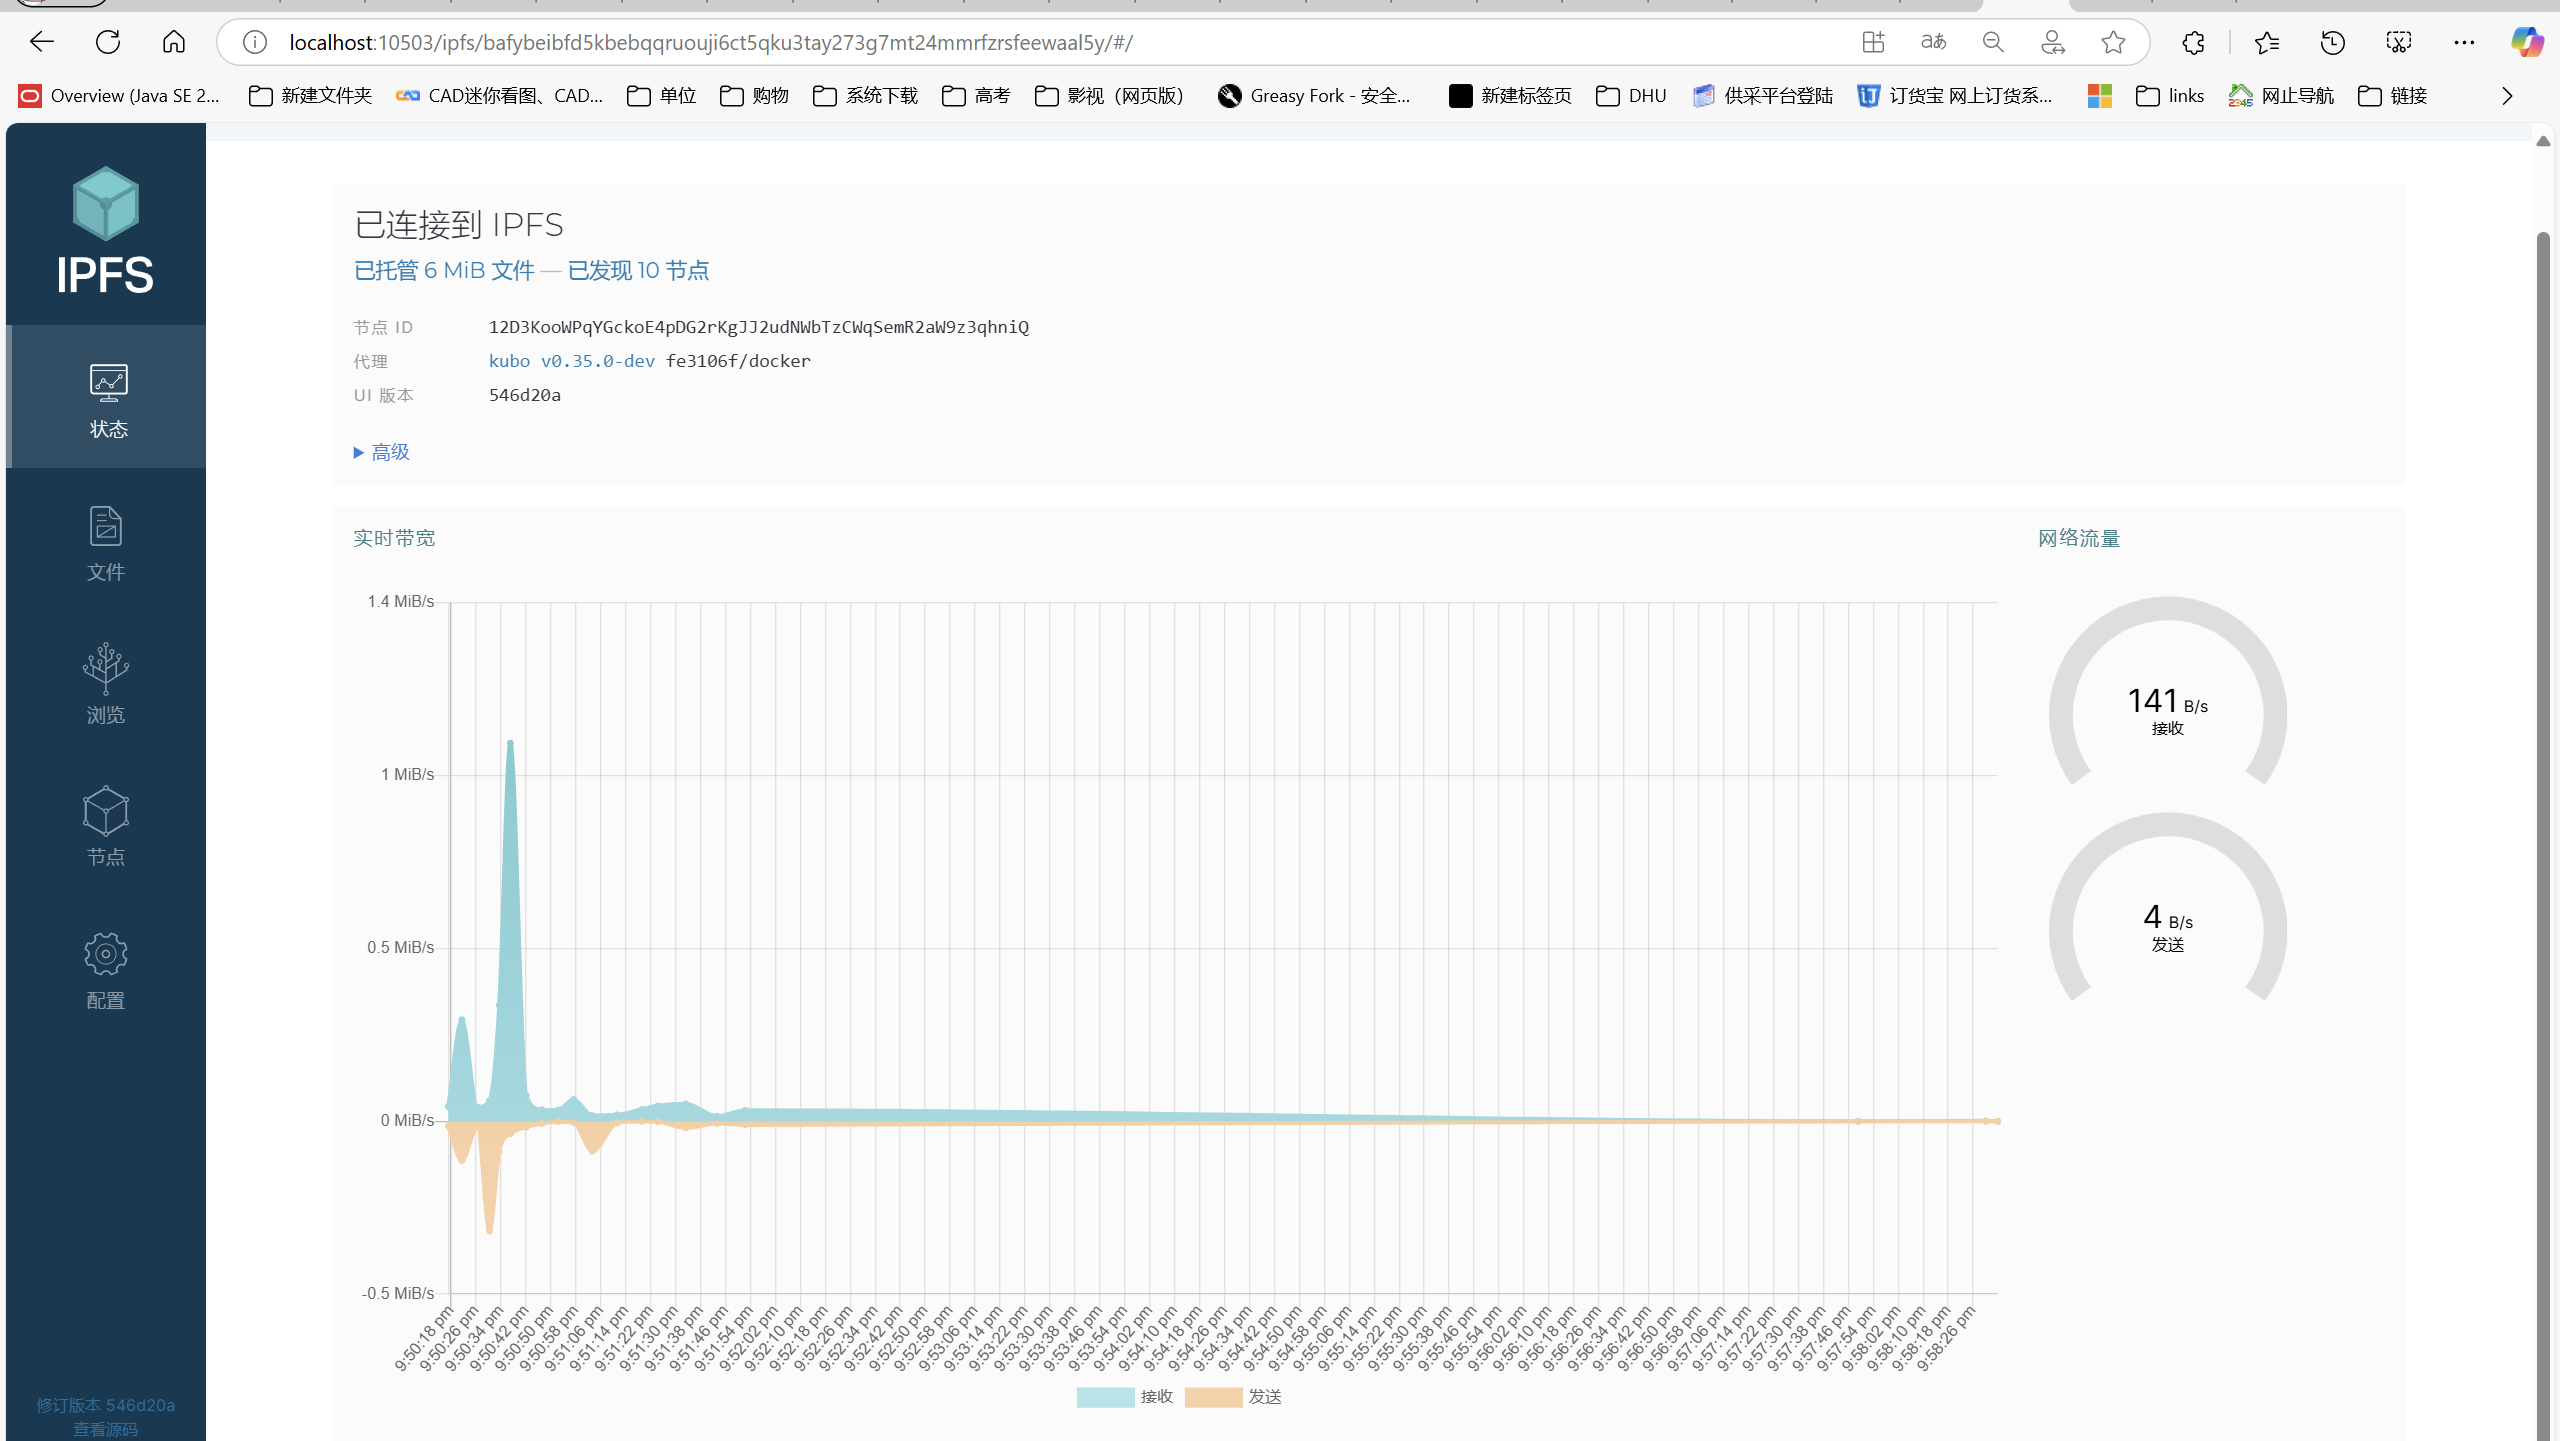 localhost:10503/ipfs/bafybeibfd5kbebqqruouji6ct5qku3tay273g7mt24mmrfzrsfeewaal5y/#/
aあ
Overview (Java SE 2... 新建文件夹 CAD迷你看图、CAD... 单位 购物 系统下载 高考 影视（网页版） Greasy Fork - 安全... 新建标签页 DHU 供采平台登陆 订货宝 网上订货系... links 网止导航 链接
IPFS
状态
文件
浏览
节点
配置
修订版本 546d20a
查看源码
已连接到 IPFS
已托管 6 MiB 文件 — 已发现 10 节点
节点 ID 12D3KooWPqYGckoE4pDG2rKgJJ2udNWbTzCWqSemR2aW9z3qhniQ
代理 kubo v0.35.0-dev fe3106f/docker
UI 版本 546d20a
▶ 高级
实时带宽
1.4 MiB/s
1 MiB/s
0.5 MiB/s
0 MiB/s
-0.5 MiB/s
9:50:18 pm
9:50:26 pm
9:50:34 pm
9:50:42 pm
9:50:50 pm
9:50:58 pm
9:51:06 pm
9:51:14 pm
9:51:22 pm
9:51:30 pm
9:51:38 pm
9:51:46 pm
9:51:54 pm
9:52:02 pm
9:52:10 pm
9:52:18 pm
9:52:26 pm
9:52:34 pm
9:52:42 pm
9:52:50 pm
9:52:58 pm
9:53:06 pm
9:53:14 pm
9:53:22 pm
9:53:30 pm
9:53:38 pm
9:53:46 pm
9:53:54 pm
9:54:02 pm
9:54:10 pm
9:54:18 pm
9:54:26 pm
9:54:34 pm
9:54:42 pm
9:54:50 pm
9:54:58 pm
9:55:06 pm
9:55:14 pm
9:55:22 pm
9:55:30 pm
9:55:38 pm
9:55:46 pm
9:55:54 pm
9:56:02 pm
9:56:10 pm
9:56:18 pm
9:56:26 pm
9:56:34 pm
9:56:42 pm
9:56:50 pm
9:56:58 pm
9:57:06 pm
9:57:14 pm
9:57:22 pm
9:57:30 pm
9:57:38 pm
9:57:46 pm
9:57:54 pm
9:58:02 pm
9:58:10 pm
9:58:18 pm
9:58:26 pm
接收 发送
网络流量
141 B/s
接收
4 B/s
发送